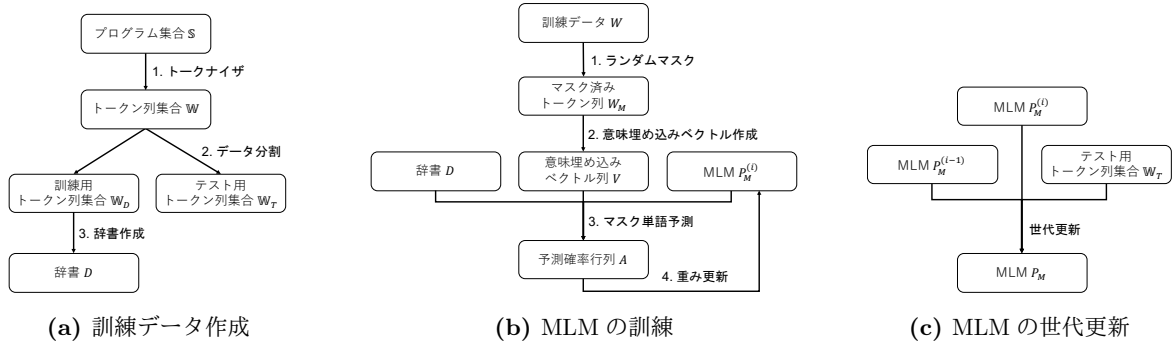 プログラム集合 𝕊
1. トークナイザ
トークン列集合 𝕎
2. データ分割
訓練用
トークン列集合 𝕎_D
テスト用
トークン列集合 𝕎_T
3. 辞書作成
辞書 D
(a) 訓練データ作成
訓練データ W
1. ランダムマスク
マスク済み
トークン列 W_M
2. 意味埋め込みベクトル作成
辞書 D
意味埋め込み
ベクトル列 V
MLM P_M^(i)
3. マスク単語予測
予測確率行列 A
4. 重み更新
(b) MLM の訓練
MLM P_M^(i)
MLM P_M^(i−1)
テスト用
トークン列集合 𝕎_T
世代更新
MLM P_M
(c) MLM の世代更新